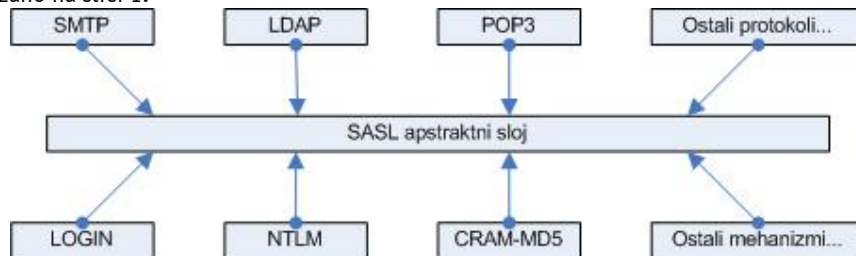 SMTP LDAP POP3 Ostali protokoli...
SASL apstraktni sloj
LOGIN NTLM CRAM-MD5 Ostali mehanizmi...